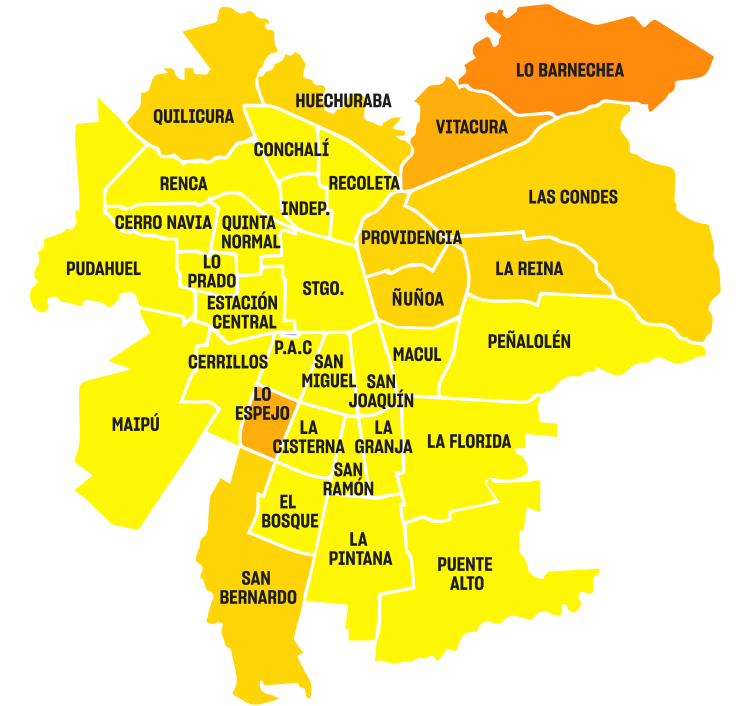 LO BARNECHEA
HUECHURABA
QUILICURA
VITACURA
CONCHALÍ
RENCA
RECOLETA
LAS CONDES
INDEP.
CERRO NAVIA
QUINTA
NORMAL
PROVIDENCIA
PUDAHUEL
LO
PRADO
LA REINA
STGO.
ÑUÑOA
ESTACIÓN
CENTRAL
PEÑALOLÉN
P.A.C
MACUL
CERRILLOS
SAN
MIGUEL
SAN
JOAQUÍN
LO
ESPEJO
MAIPÚ
LA
CISTERNA
LA
GRANJA
LA FLORIDA
SAN
RAMÓN
EL
BOSQUE
LA
PINTANA
PUENTE
ALTO
SAN
BERNARDO